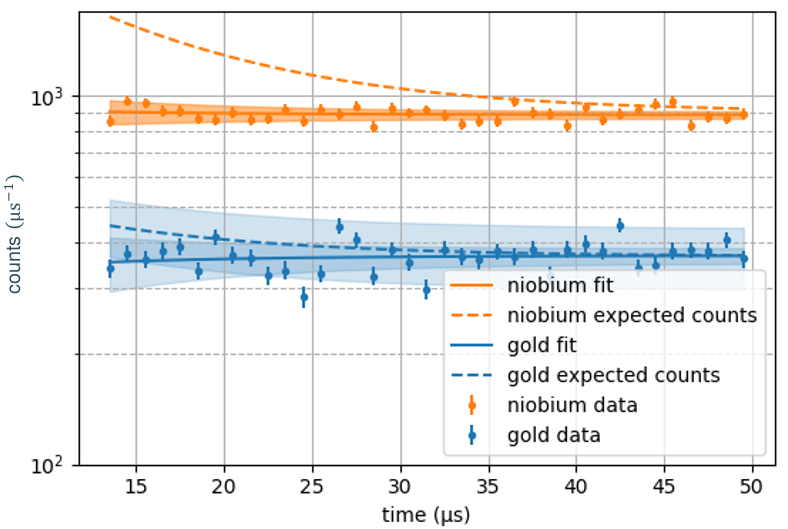 10³
counts (μs⁻¹)
10²
niobium fit
niobium expected counts
gold fit
gold expected counts
niobium data
gold data
15 20 25 30 35 40 45 50
time (μs)